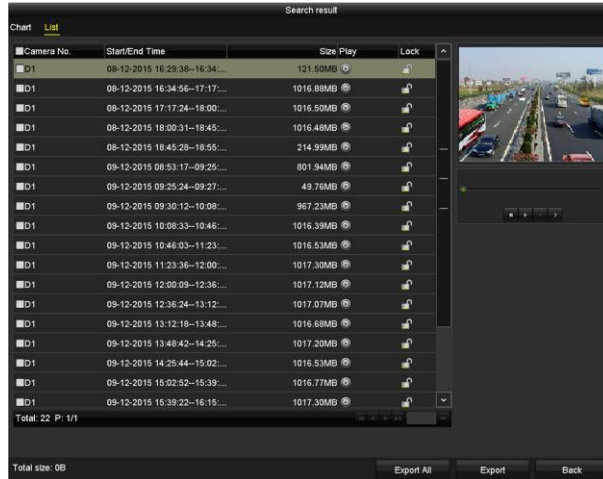 Search result
Chart List
Camera No. Start/End Time Size Play Lock
D1 08-12-2015 16:29:38--16:34:... 121.50MB
D1 08-12-2015 16:34:56--17:17:... 1016.88MB
D1 08-12-2015 17:17:24--18:00:... 1016.50MB
D1 08-12-2015 18:00:31--18:45:... 1016.48MB
D1 08-12-2015 18:45:28--18:55:... 214.99MB
D1 09-12-2015 08:53:17--09:25:... 801.94MB
D1 09-12-2015 09:25:24--09:27:... 49.76MB
D1 09-12-2015 09:30:12--10:08:... 967.23MB
D1 09-12-2015 10:08:33--10:46:... 1016.39MB
D1 09-12-2015 10:46:03--11:23:... 1016.53MB
D1 09-12-2015 11:23:36--12:00:... 1017.30MB
D1 09-12-2015 12:00:09--12:36:... 1017.12MB
D1 09-12-2015 12:36:24--13:12:... 1017.07MB
D1 09-12-2015 13:12:18--13:48:... 1016.68MB
D1 09-12-2015 13:48:42--14:25:... 1017.20MB
D1 09-12-2015 14:25:44--15:02:... 1016.53MB
D1 09-12-2015 15:02:52--15:39:... 1016.77MB
D1 09-12-2015 15:39:22--16:15:... 1017.30MB
Total: 22 P: 1/1
Total size: 0B Export All Export Back